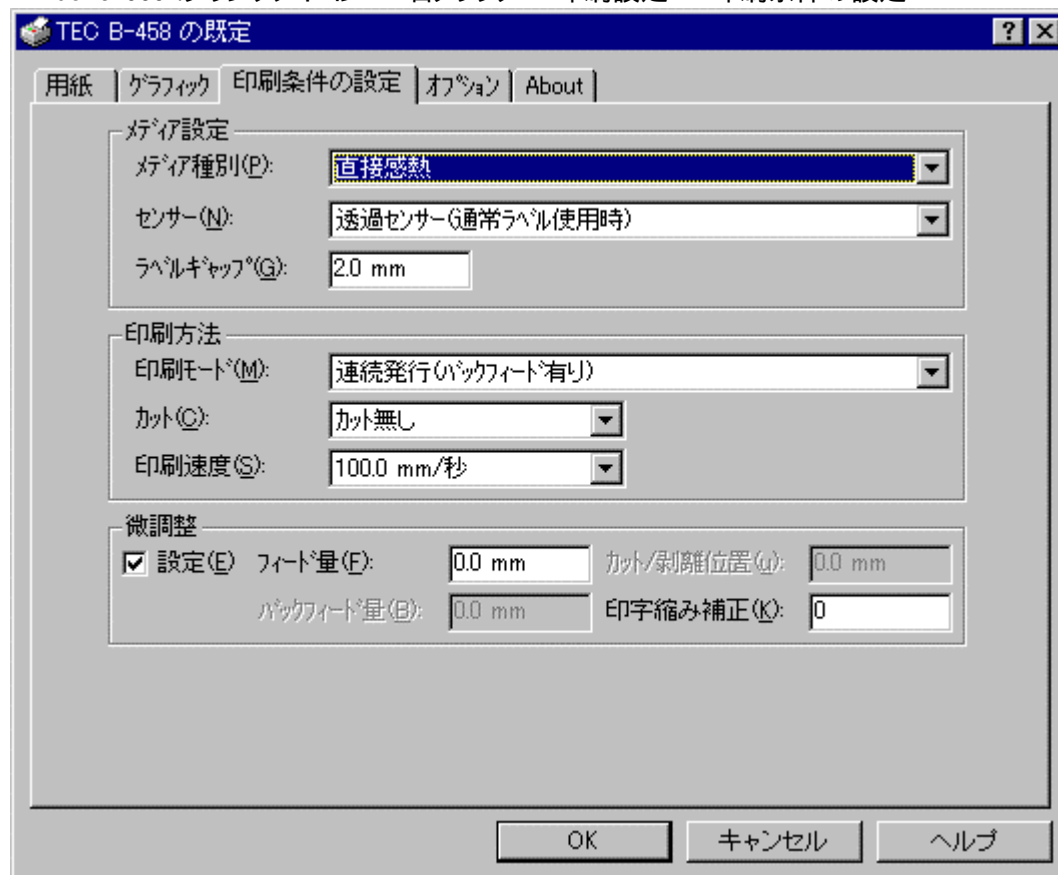 TEC B-458 の既定
用紙 グラフィック 印刷条件の設定 オプション About
メディア設定
メディア種別(P): 直接感熱
センサー(N): 透過センサー(通常ラベル使用時)
ラベルギャップ(G): 2.0 mm
印刷方法
印刷モード(M): 連続発行(バックフィード有り)
カット(C): カット無し
印刷速度(S): 100.0 mm/秒
微調整
設定(E) フィード量(F): 0.0 mm カット/剥離位置(u): 0.0 mm
バックフィード量(B): 0.0 mm 印字縮み補正(K): 0
OK キャンセル ヘルプ